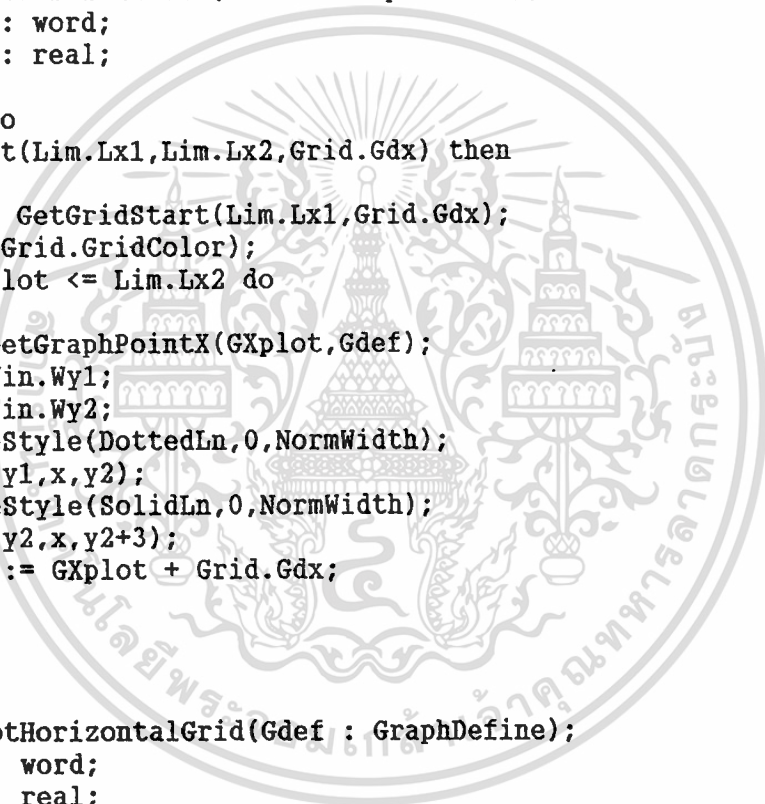 : word;
: real;
o
t(Lim.Lx1,Lim.Lx2,Grid.Gdx) then
GetGridStart(Lim.Lx1,Grid.Gdx);
Grid.GridColor);
lot <= Lim.Lx2 do
etGraphPointX(GXplot,Gdef);
in.Wy1;
in.Wy2;
Style(DottedLn,0,NormWidth);
y1,x,y2);
Style(SolidLn,0,NormWidth);
y2,x,y2+3);
:= GXplot + Grid.Gdx;
otHorizontalGrid(Gdef : GraphDefine);
word;
real;